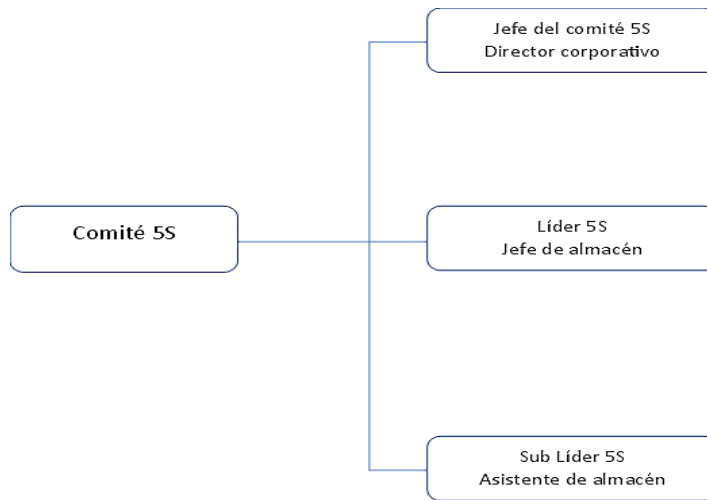 Jefe del comité 5S
Director corporativo
Comité 5S
Líder 5S
Jefe de almacén
Sub Líder 5S
Asistente de almacén